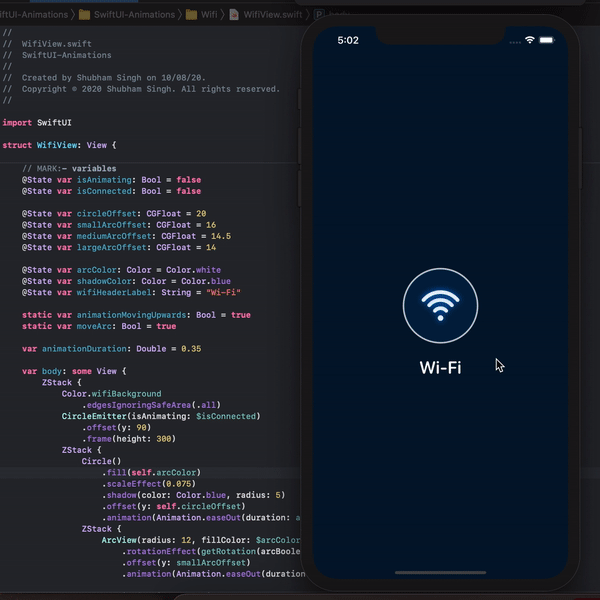 iftUI-Animations
SwiftUI-Animations
Wifi
WifiView.swift
body
//
// WifiView.swift
// SwiftUI-Animations
//
// Created by Shubham Singh on 10/08/20.
// Copyright © 2020 Shubham Singh. All rights reserved.
//
import SwiftUI
struct WifiView: View {
// MARK:- variables
@State var isAnimating: Bool = false
@State var isConnected: Bool = false
@State var circleOffset: CGFloat = 20
@State var smallArcOffset: CGFloat = 16
@State var mediumArcOffset: CGFloat = 14.5
@State var largeArcOffset: CGFloat = 14
@State var arcColor: Color = Color.white
@State var shadowColor: Color = Color.blue
@State var wifiHeaderLabel: String = "Wi-Fi"
static var animationMovingUpwards: Bool = true
static var moveArc: Bool = true
var animationDuration: Double = 0.35
var body: some View {
ZStack {
Color.wifiBackground
.edgesIgnoringSafeArea(.all)
CircleEmitter(isAnimating: $isConnected)
.offset(y: 90)
.frame(height: 300)
ZStack {
Circle()
.fill(self.arcColor)
.scaleEffect(0.075)
.shadow(color: Color.blue, radius: 5)
.offset(y: self.circleOffset)
.animation(Animation.easeOut(duration: a
ZStack {
ArcView(radius: 12, fillColor: $arcColor
.rotationEffect(getRotation(arcBoole
.offset(y: smallArcOffset)
.animation(Animation.easeOut(duration
5:02
Wi-Fi